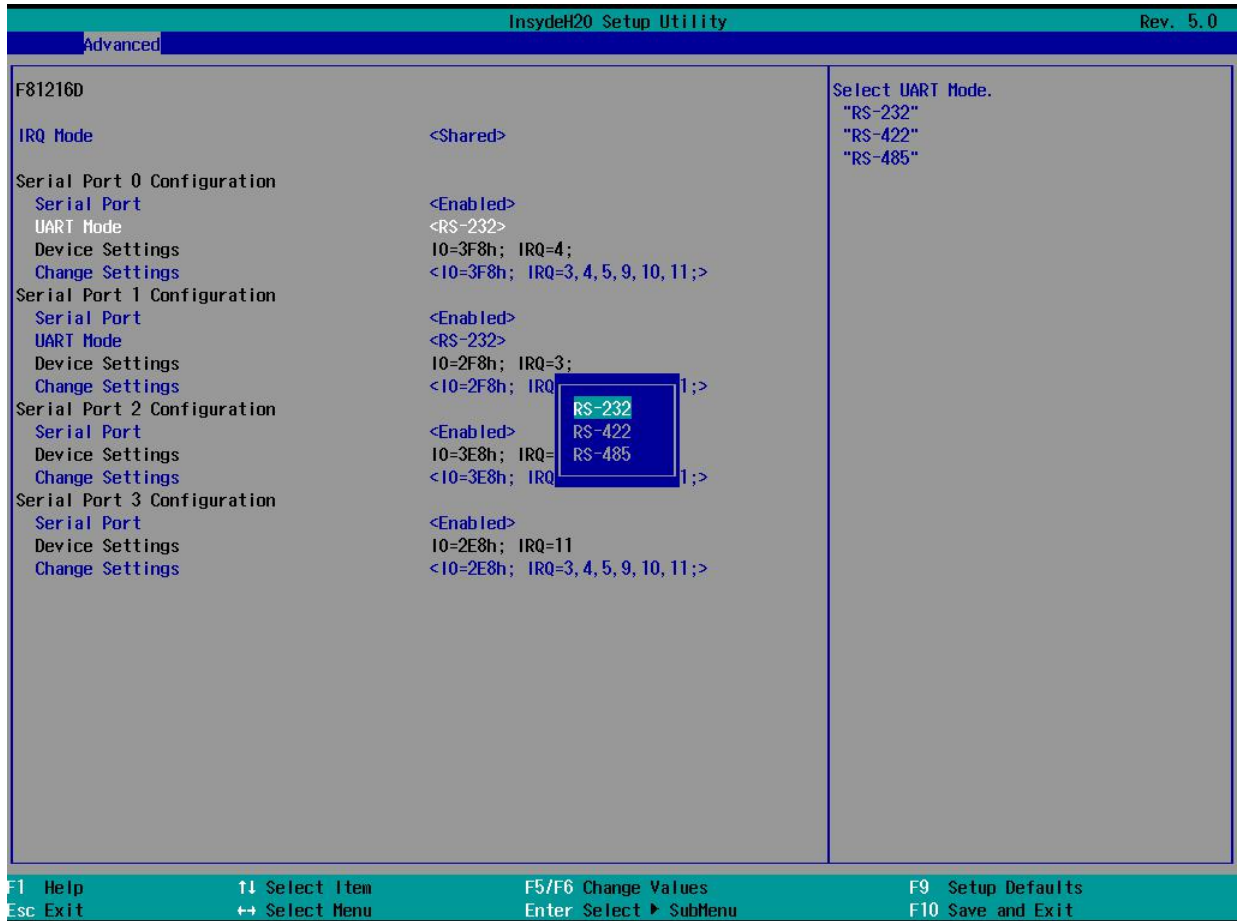 InsydeH20 Setup Utility Rev. 5.0
Advanced
F81216D
IRQ Mode <Shared>
Serial Port 0 Configuration
Serial Port <Enabled>
UART Mode <RS-232>
Device Settings IO=3F8h; IRQ=4;
Change Settings <IO=3F8h; IRQ=3,4,5,9,10,11;>
Serial Port 1 Configuration
Serial Port <Enabled>
UART Mode <RS-232>
Device Settings IO=2F8h; IRQ=3;
Change Settings <IO=2F8h; IRQ 1;>
Serial Port 2 Configuration
Serial Port <Enabled>
Device Settings IO=3E8h; IRQ=
Change Settings <IO=3E8h; IRQ 1;>
Serial Port 3 Configuration
Serial Port <Enabled>
Device Settings IO=2E8h; IRQ=11
Change Settings <IO=2E8h; IRQ=3,4,5,9,10,11;>
RS-232
RS-422
RS-485
Select UART Mode.
"RS-232"
"RS-422"
"RS-485"
F1 Help ↑↓ Select Item F5/F6 Change Values F9 Setup Defaults
Esc Exit ↔ Select Menu Enter Select ▶ SubMenu F10 Save and Exit